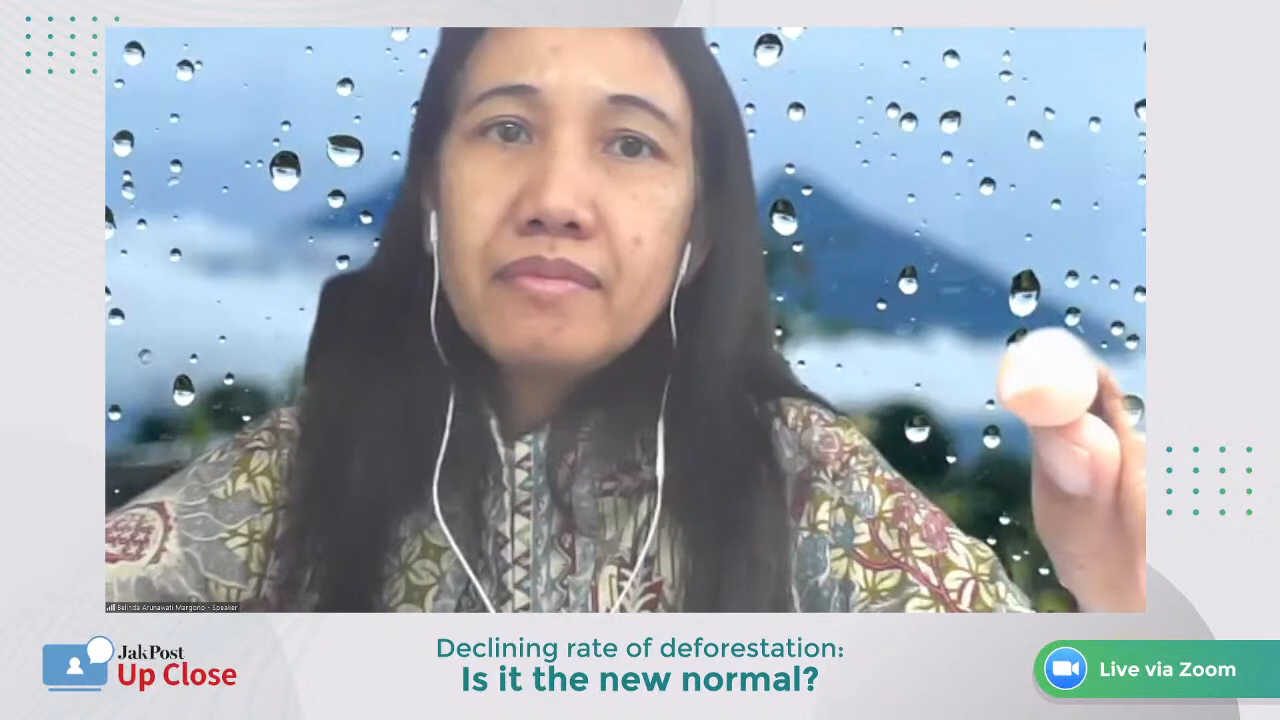 Belinda Arunawati Margono - Speaker
JakPost
Up Close
Declining rate of deforestation:
Is it the new normal?
Live via Zoom